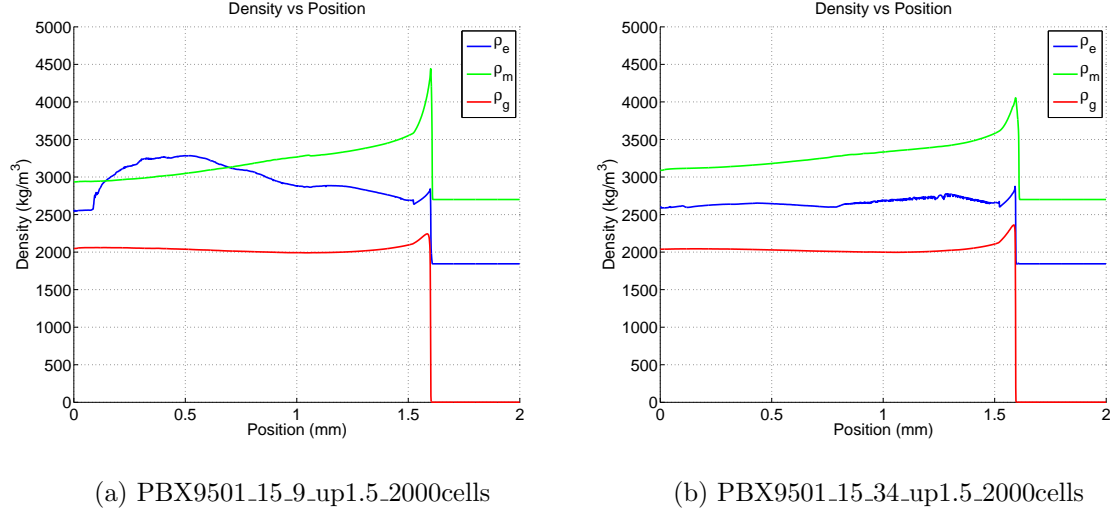 Density vs Position
5000
4500
4000
3500
3000
2500
2000
1500
1000
500
0
Density (kg/m³)
0 0.5 1 1.5 2
Position (mm)
ρe
ρm
ρg
(a) PBX9501_15_9_up1.5_2000cells
Density vs Position
5000
4500
4000
3500
3000
2500
2000
1500
1000
500
0
Density (kg/m³)
0 0.5 1 1.5 2
Position (mm)
ρe
ρm
ρg
(b) PBX9501_15_34_up1.5_2000cells